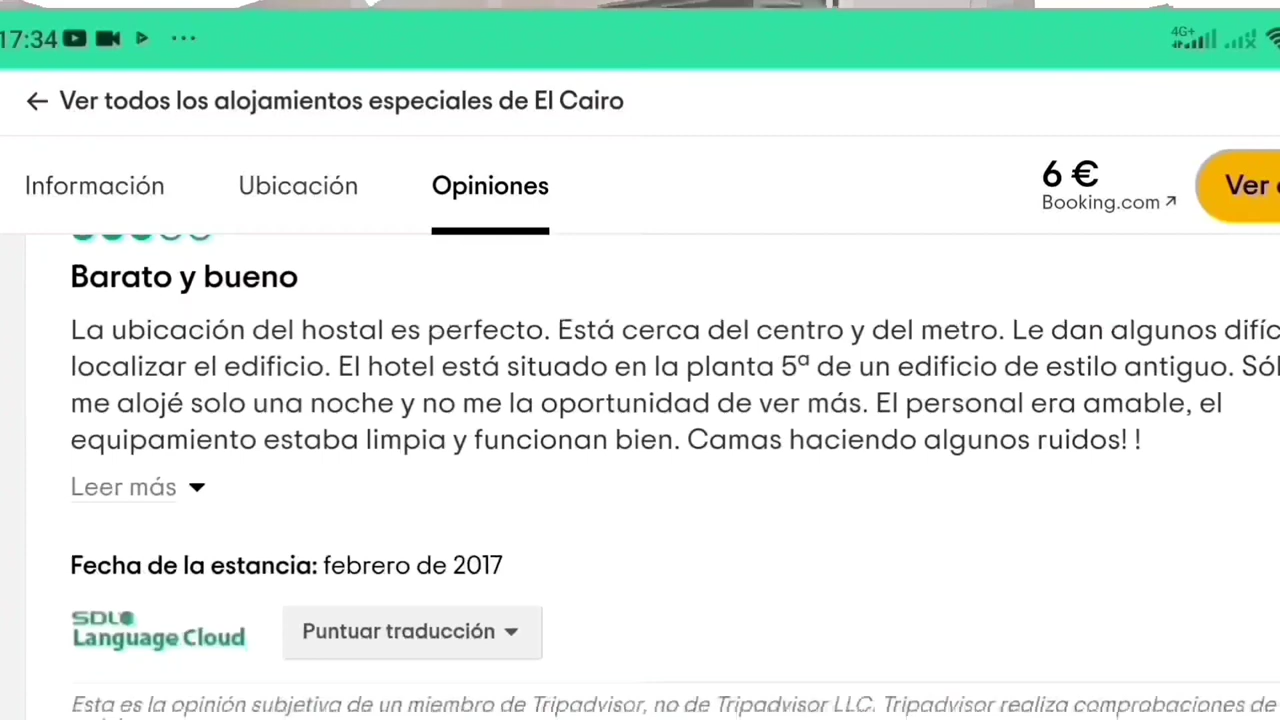 17:34
4G+
← Ver todos los alojamientos especiales de El Cairo
Información Ubicación Opiniones
6 €
Booking.com
Ver
Barato y bueno
La ubicación del hostal es perfecto. Está cerca del centro y del metro. Le dan algunos
localizar el edificio. El hotel está situado en la planta 5ª de un edificio de estilo antiguo.
me alojé solo una noche y no me la oportunidad de ver más. El personal era amable, el
equipamiento estaba limpia y funcionan bien. Camas haciendo algunos ruidos! !
Leer más
Fecha de la estancia: febrero de 2017
SDL
Language Cloud
Puntuar traducción
Esta es la opinión subjetiva de un miembro de Tripadvisor, no de Tripadvisor LLC. Tripadvisor realiza comprobaciones de